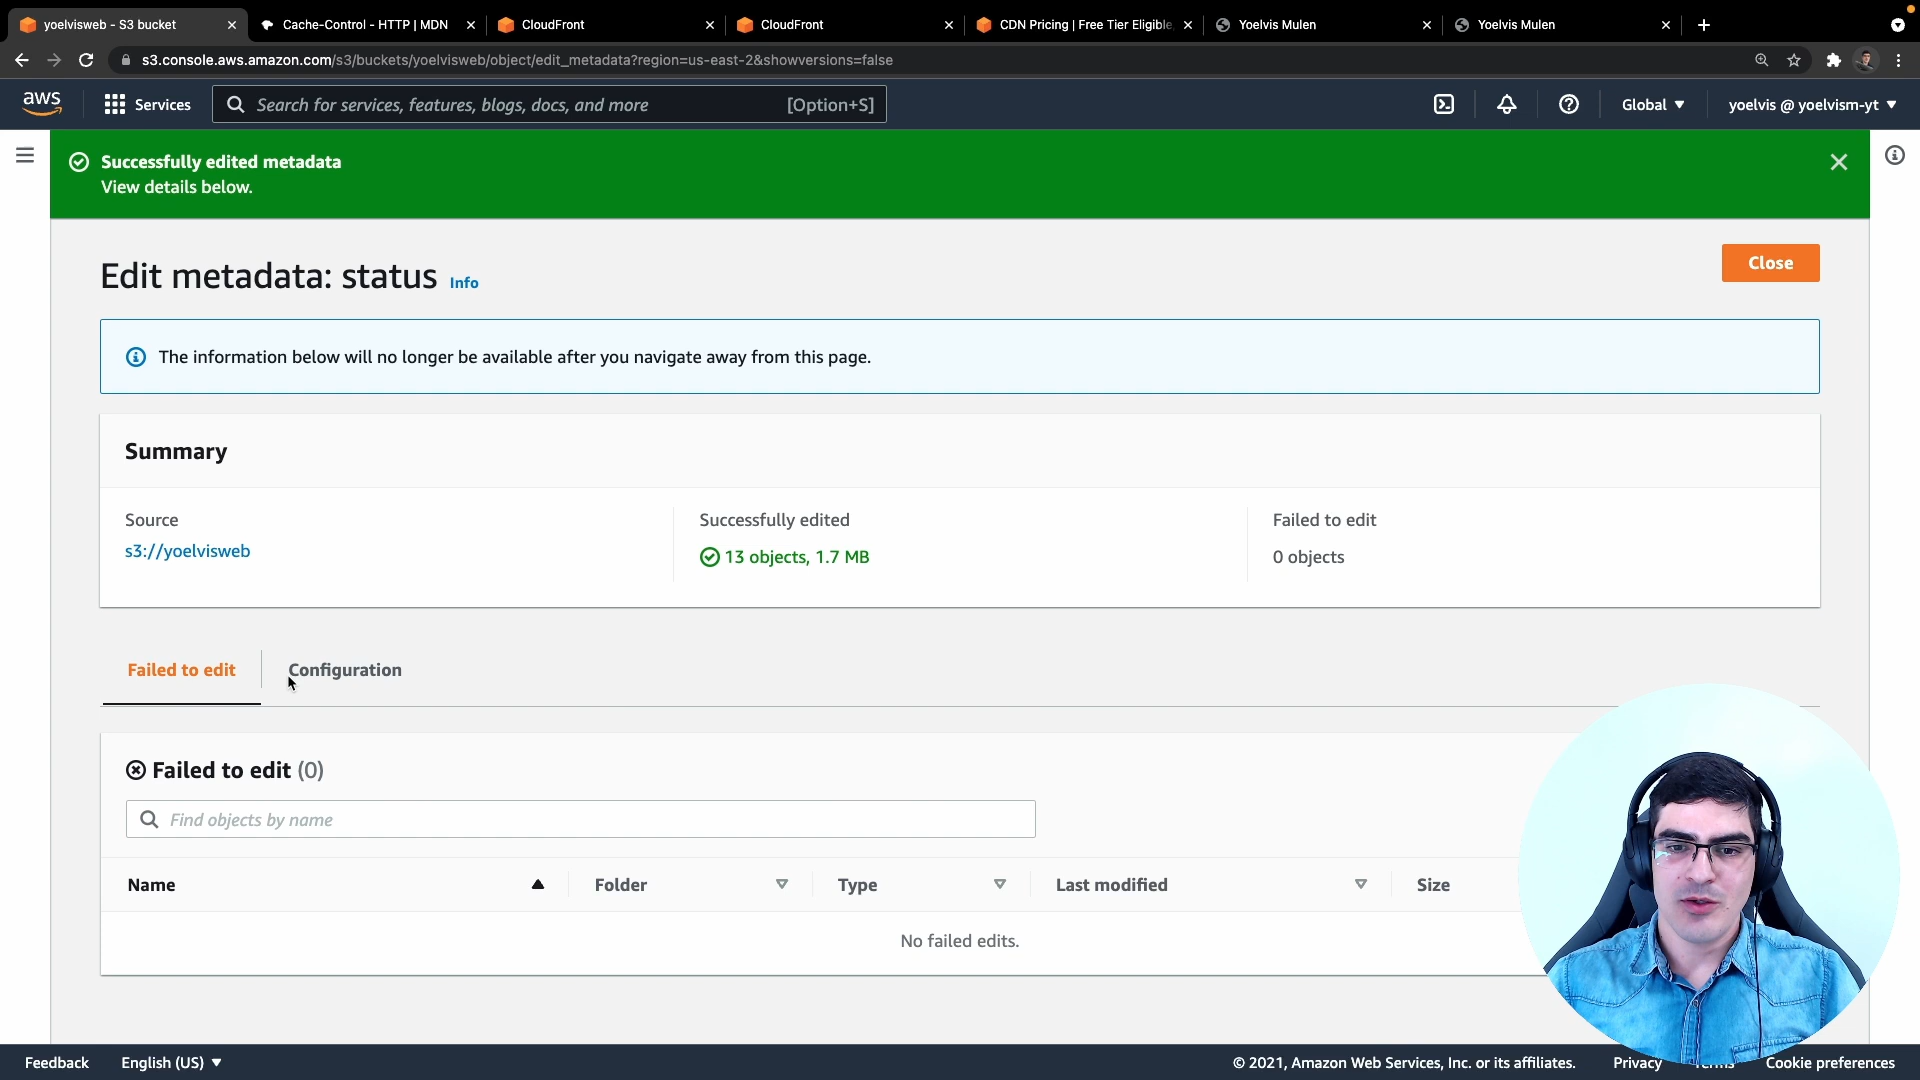 yoelvisweb - S3 bucket
Cache-Control - HTTP | MDN
CloudFront
CloudFront
CDN Pricing | Free Tier Eligible,
Yoelvis Mulen
Yoelvis Mulen
s3.console.aws.amazon.com/s3/buckets/yoelvisweb/object/edit_metadata?region=us-east-2&showversions=false
aws
Services
Search for services, features, blogs, docs, and more
[Option+S]
Global
yoelvis @ yoelvism-yt
Successfully edited metadata
View details below.
Edit metadata: status
Info
Close
The information below will no longer be available after you navigate away from this page.
Summary
Source
s3://yoelvisweb
Successfully edited
13 objects, 1.7 MB
Failed to edit
0 objects
Failed to edit
Configuration
Failed to edit (0)
Find objects by name
Name
Folder
Type
Last modified
Size
No failed edits.
Feedback
English (US)
© 2021, Amazon Web Services, Inc. or its affiliates.
Privacy
Terms
Cookie preferences